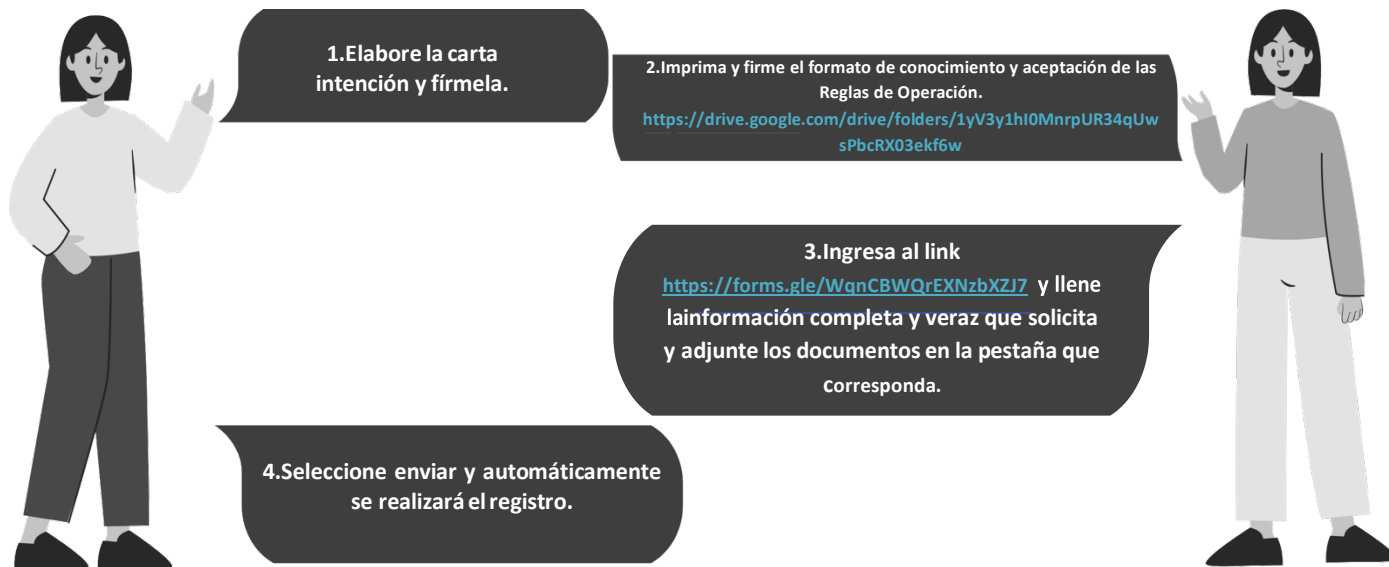 1.Elabore la carta
intención y fírmela.
2.Imprima y firme el formato de conocimiento y aceptación de las
Reglas de Operación.
https://drive.google.com/drive/folders/1yV3y1hI0MnrpUR34qUw
sPbcRX03ekf6w
3.Ingresa al link
https://forms.gle/WqnCBWQrEXNzbXZJ7 y llene
lainformación completa y veraz que solicita
y adjunte los documentos en la pestaña que
corresponda.
4.Seleccione enviar y automáticamente
se realizará el registro.